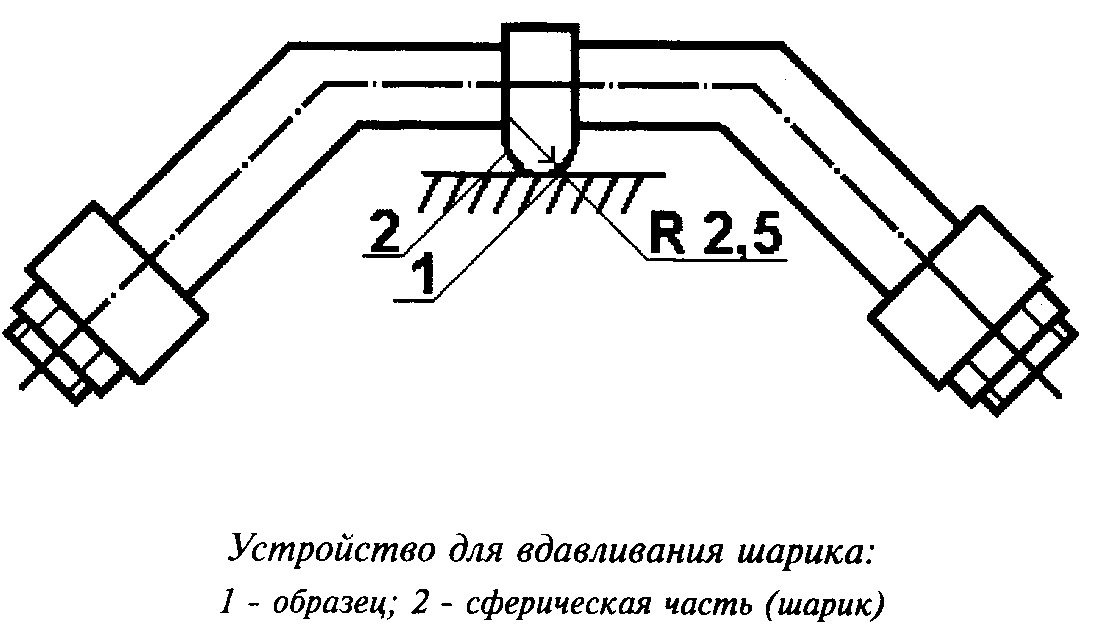 2
1
R 2,5
Устройство для вдавливания шарика:
1 - образец; 2 - сферическая часть (шарик)